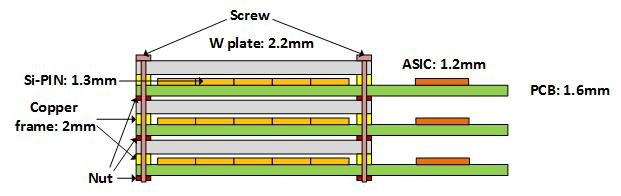 Screw
W plate: 2.2mm
ASIC: 1.2mm
Si-PIN: 1.3mm
PCB: 1.6mm
Copper
frame: 2mm
Nut